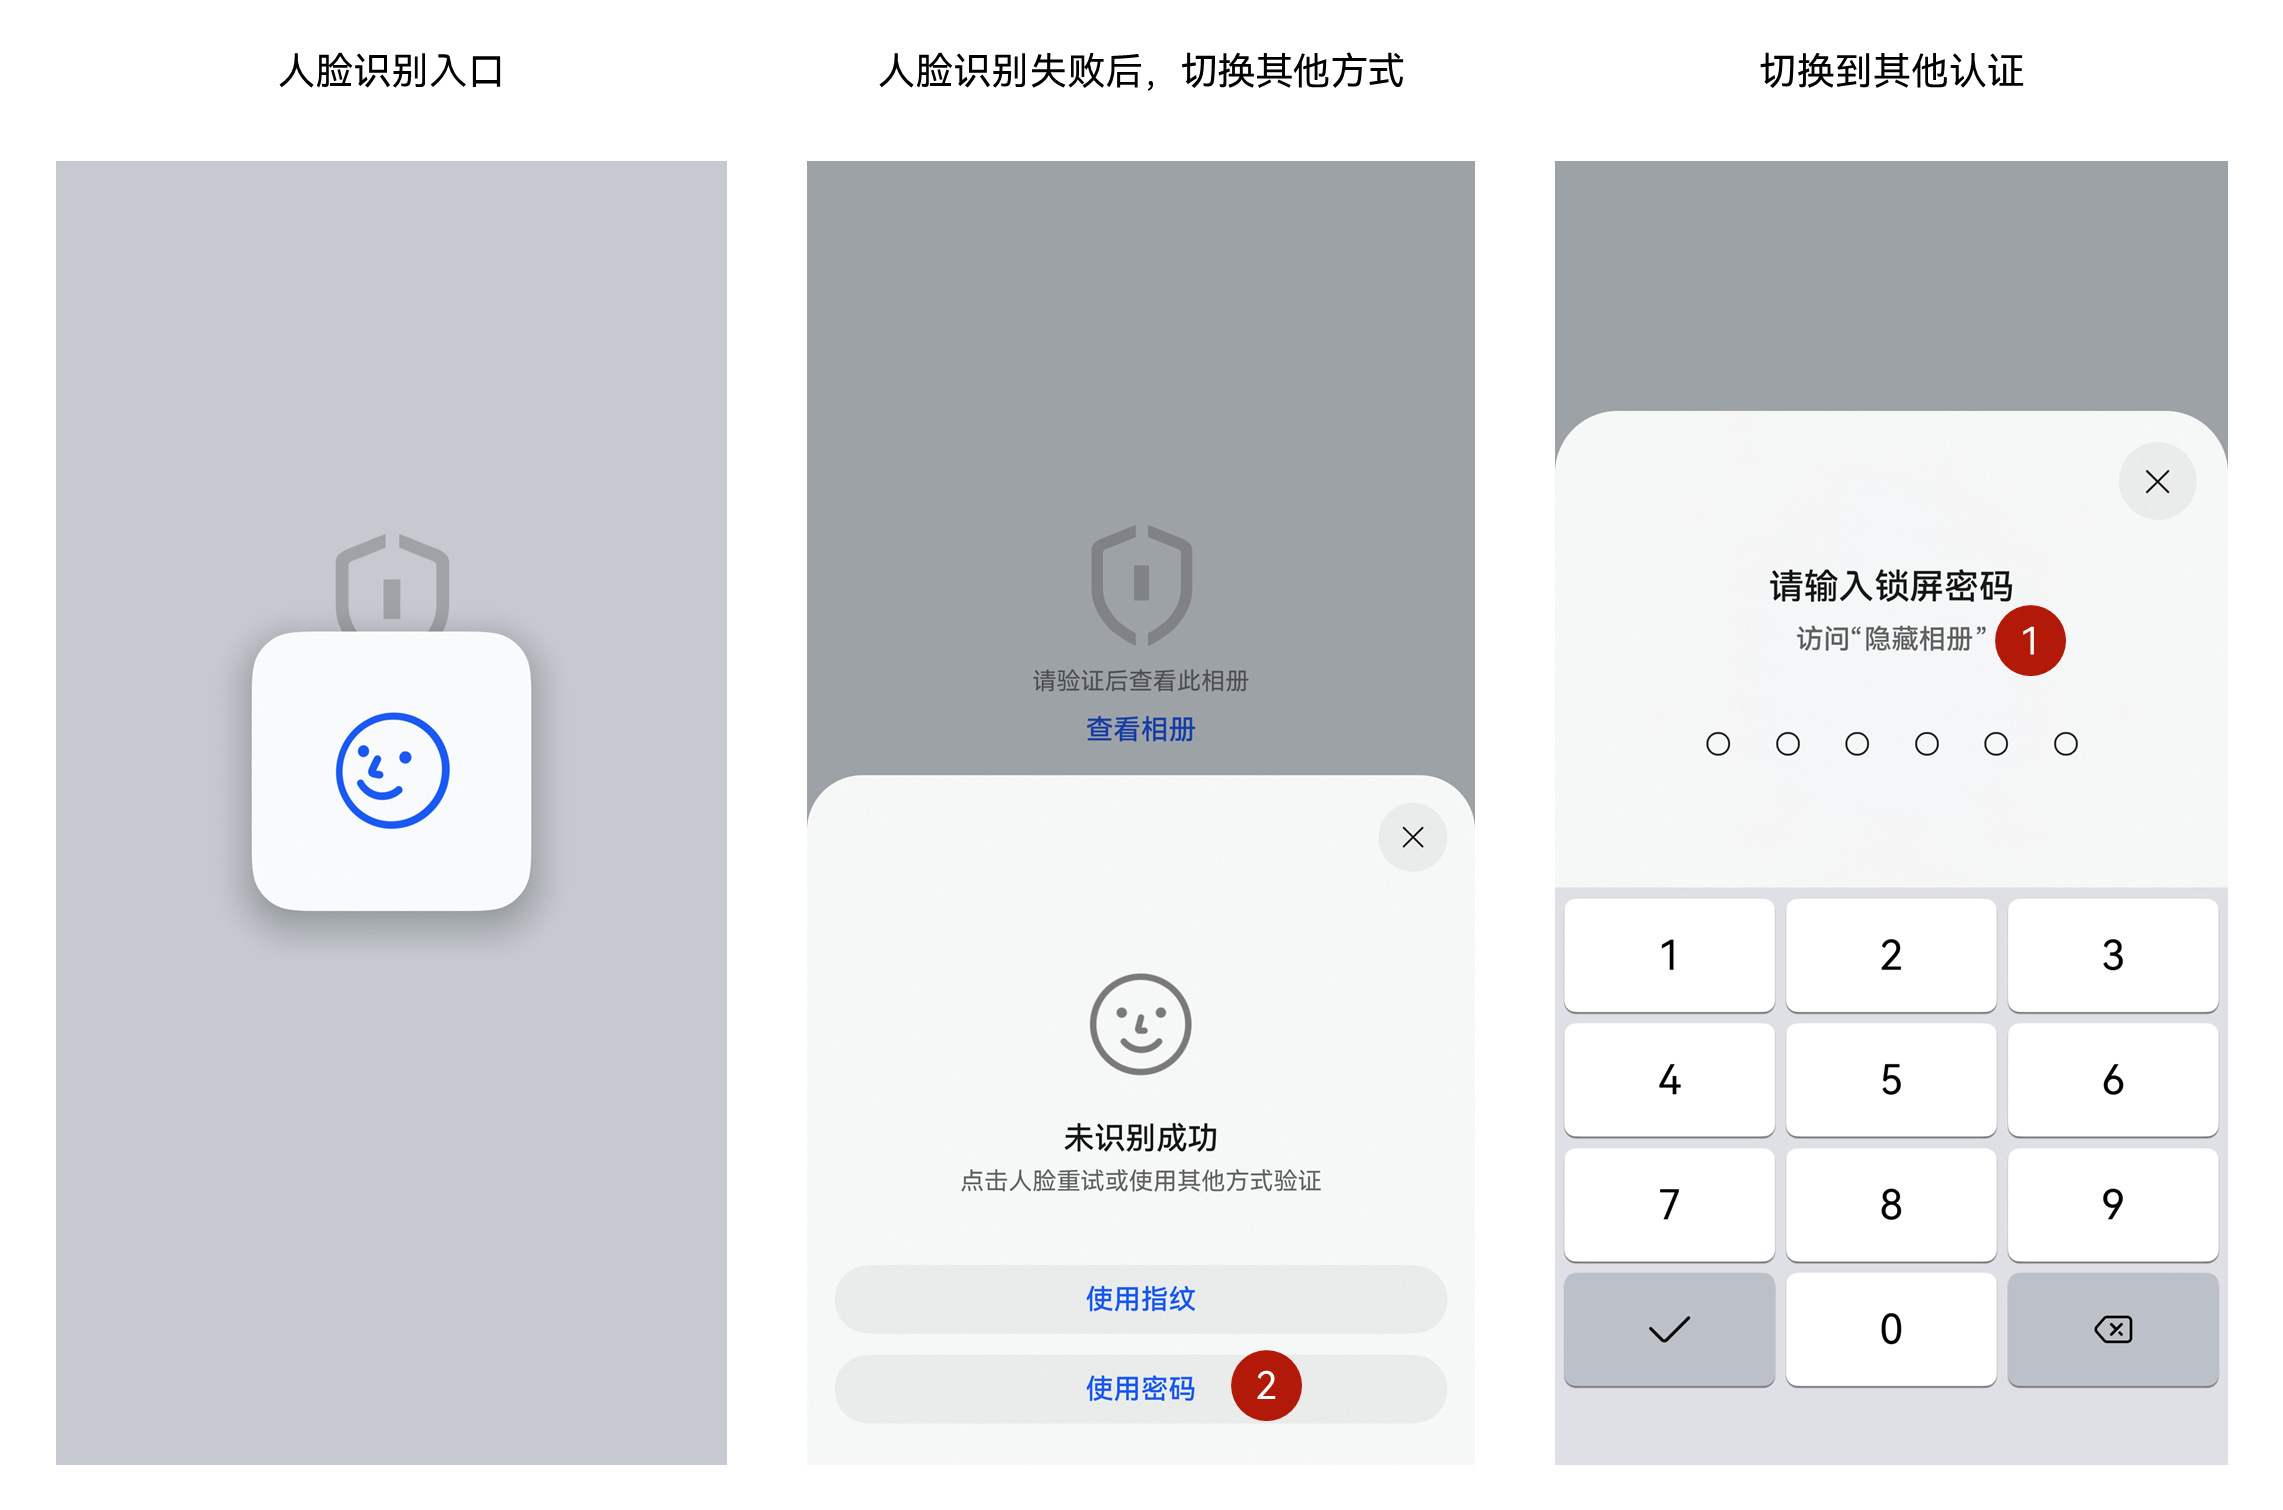 人脸识别入口
人脸识别失败后，切换其他方式
切换到其他认证
请验证后查看此相册
查看相册
未识别成功
点击人脸重试或使用其他方式验证
使用指纹
使用密码
2
请输入锁屏密码
访问“隐藏相册”
1
1 2 3
4 5 6
7 8 9
0